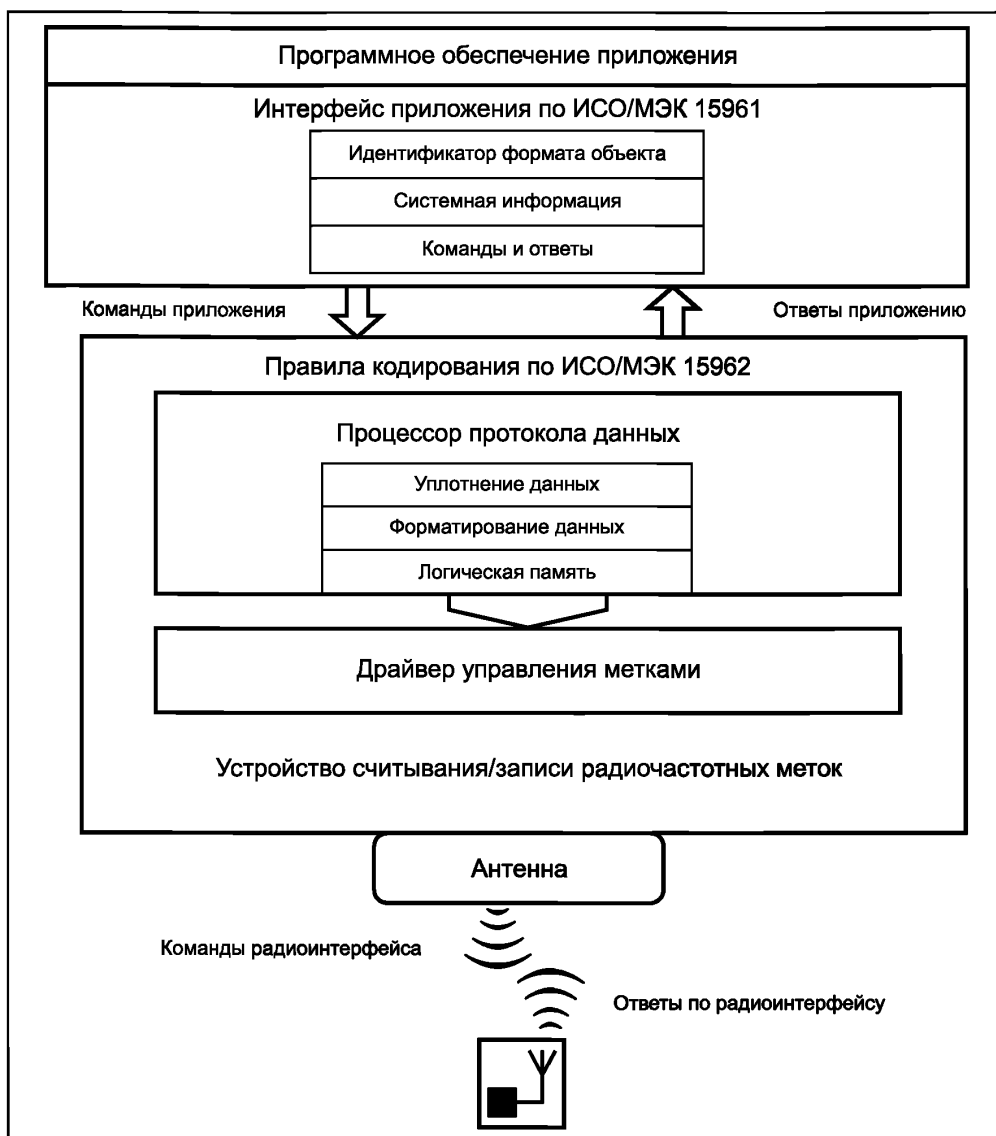 Программное обеспечение приложения
Интерфейс приложения по ИСО/МЭК 15961
Идентификатор формата объекта
Системная информация
Команды и ответы
Команды приложения
Ответы приложению
Правила кодирования по ИСО/МЭК 15962
Процессор протокола данных
Уплотнение данных
Форматирование данных
Логическая память
Драйвер управления метками
Устройство считывания/записи радиочастотных меток
Антенна
Команды радиоинтерфейса
Ответы по радиоинтерфейсу